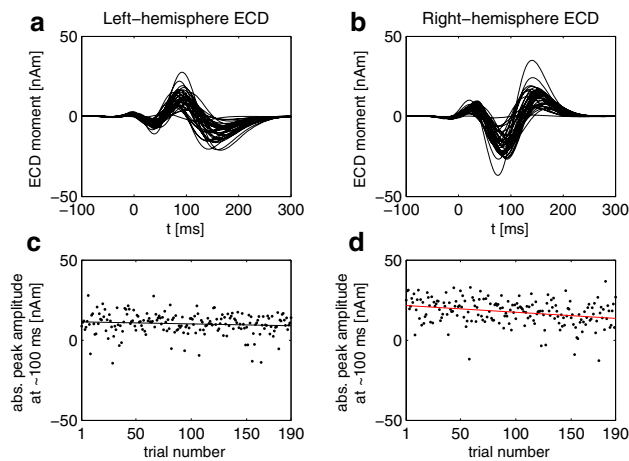 a Left−hemisphere ECD
50
0
−50
ECD moment [nAm]
−100 0 100 200 300
t [ms]
b Right−hemisphere ECD
50
0
−50
ECD moment [nAm]
−100 0 100 200 300
t [ms]
c
50
0
−50
abs. peak amplitude
at ~100 ms [nAm]
1 50 100 150 190
trial number
d
50
0
−50
abs. peak amplitude
at ~100 ms [nAm]
1 50 100 150 190
trial number